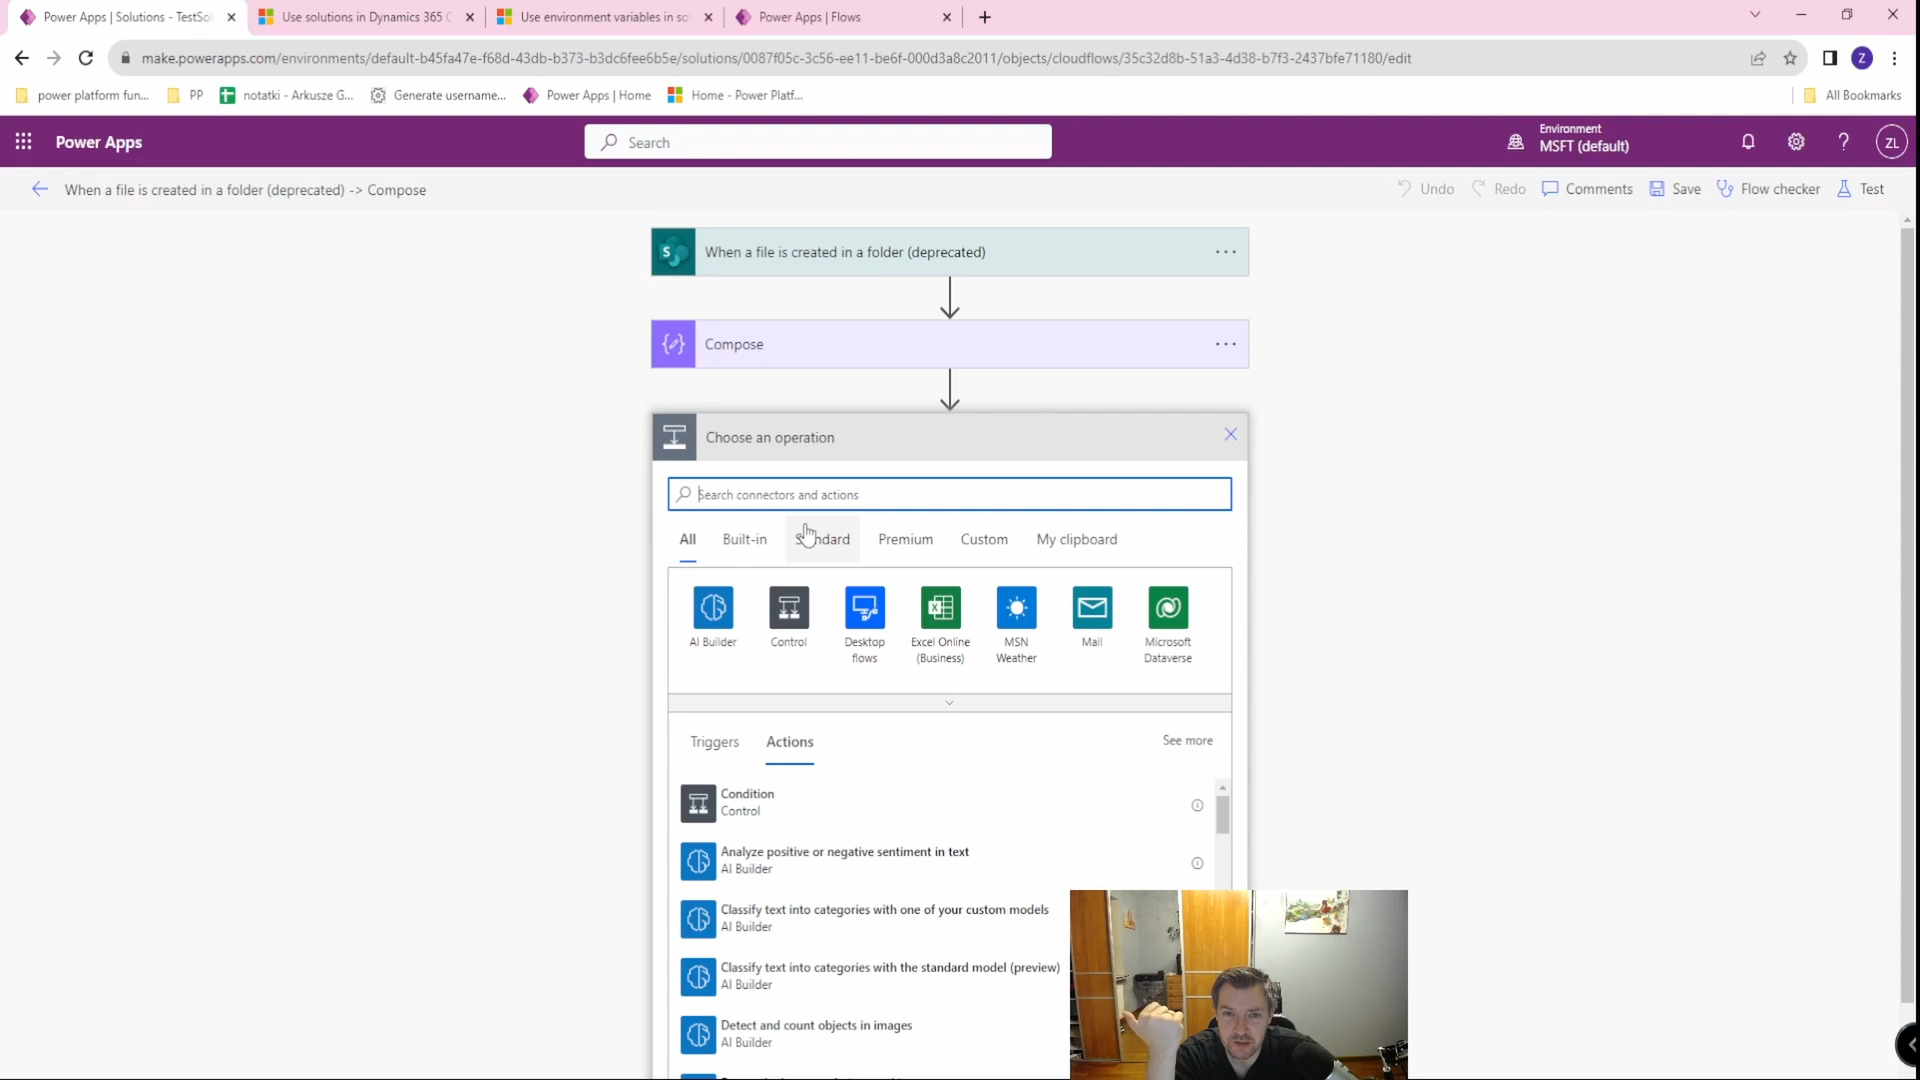 Power Apps | Solutions - TestSol
Use solutions in Dynamics 365 C
Use environment variables in so
Power Apps | Flows
make.powerapps.com/environments/default-b45fa47e-f68d-43db-b373-b3dc6fee6b5e/solutions/0087f05c-3c56-ee11-be6f-000d3a8c2011/objects/cloudflows/35c32d8b-51a3-4d38-b7f3-2437bfe71180/edit
Z
power platform fun...
PP
notatki - Arkusze G...
Generate username...
Power Apps | Home
Home - Power Platf...
All Bookmarks
Power Apps
Search
Environment
MSFT (default)
?
ZL
When a file is created in a folder (deprecated) -> Compose
Undo
Redo
Comments
Save
Flow checker
Test
When a file is created in a folder (deprecated)
Compose
Choose an operation
Search connectors and actions
All
Built-in
Standard
Premium
Custom
My clipboard
AI Builder
Control
Desktop
flows
Excel Online
(Business)
MSN
Weather
Mail
Microsoft
Dataverse
Triggers
Actions
See more
Condition
Control
Analyze positive or negative sentiment in text
AI Builder
Classify text into categories with one of your custom models
AI Builder
Classify text into categories with the standard model (preview)
AI Builder
Detect and count objects in images
AI Builder